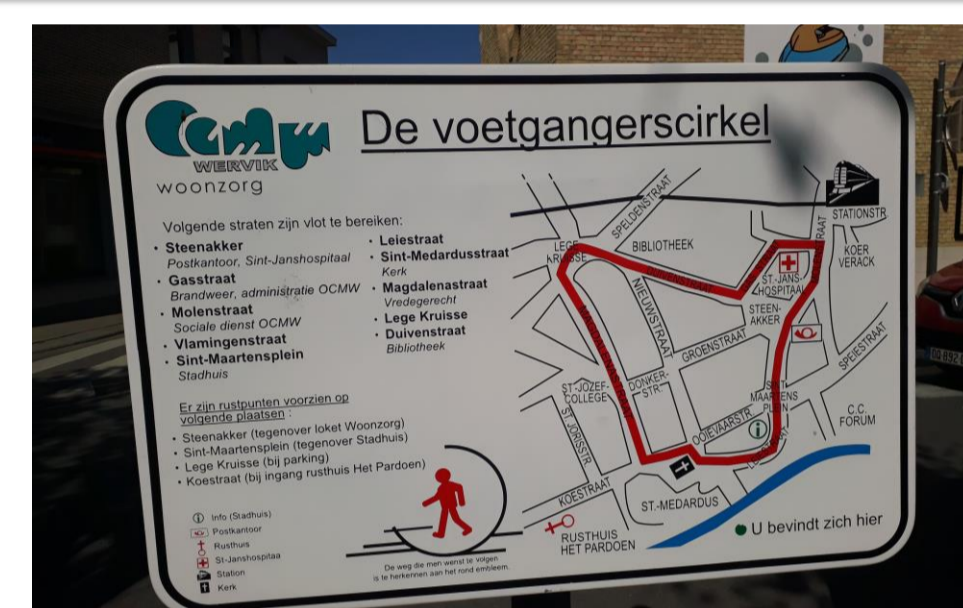 OCMW
WERVIK
woonzorg
De voetgangerscirkel
Volgende straten zijn vlot te bereiken:
• Steenakker
Postkantoor, Sint-Janshospitaal
• Gasstraat
Brandweer, administratie OCMW
• Molenstraat
Sociale dienst OCMW
• Vlamingenstraat
• Sint-Maartensplein
Stadhuis
• Leiestraat
• Sint-Medardusstraat
Kerk
• Magdalenastraat
Vredegerecht
• Lege Kruisse
• Duivenstraat
Bibliotheek
Er zijn rustpunten voorzien op
volgende plaatsen :
• Steenakker (tegenover loket Woonzorg)
• Sint-Maartensplein (tegenover Stadhuis)
• Lege Kruisse (bij parking)
• Koestraat (bij ingang rusthuis Het Pardoen)
i Info (Stadhuis)
Postkantoor
Rusthuis
St-Janshospitaa
Station
Kerk
De weg die men wenst te volgen
is te herkennen aan het rond embleem.
SPELDENSTRAAT
STATIONSTR
LEGE
KRUISSE
BIBLIOTHEEK
KOER
VERACK
ST.-JANS-
HOSPITAAL
NIEUWSTRAAT
STEEN-
AKKER
GROENSTRAAT
SPEIESTRAAT
ST.-JOZEF-
COLLEGE
DONKER-
STR.
SINT
MAARTENS
PLEIN
ST.JORISSTR
OOIEVAARSTR.
i
C.C.
FORUM
KOESTRAAT
ST.-MEDARDUS
RUSTHUIS
HET PARDOEN
U bevindt zich hier